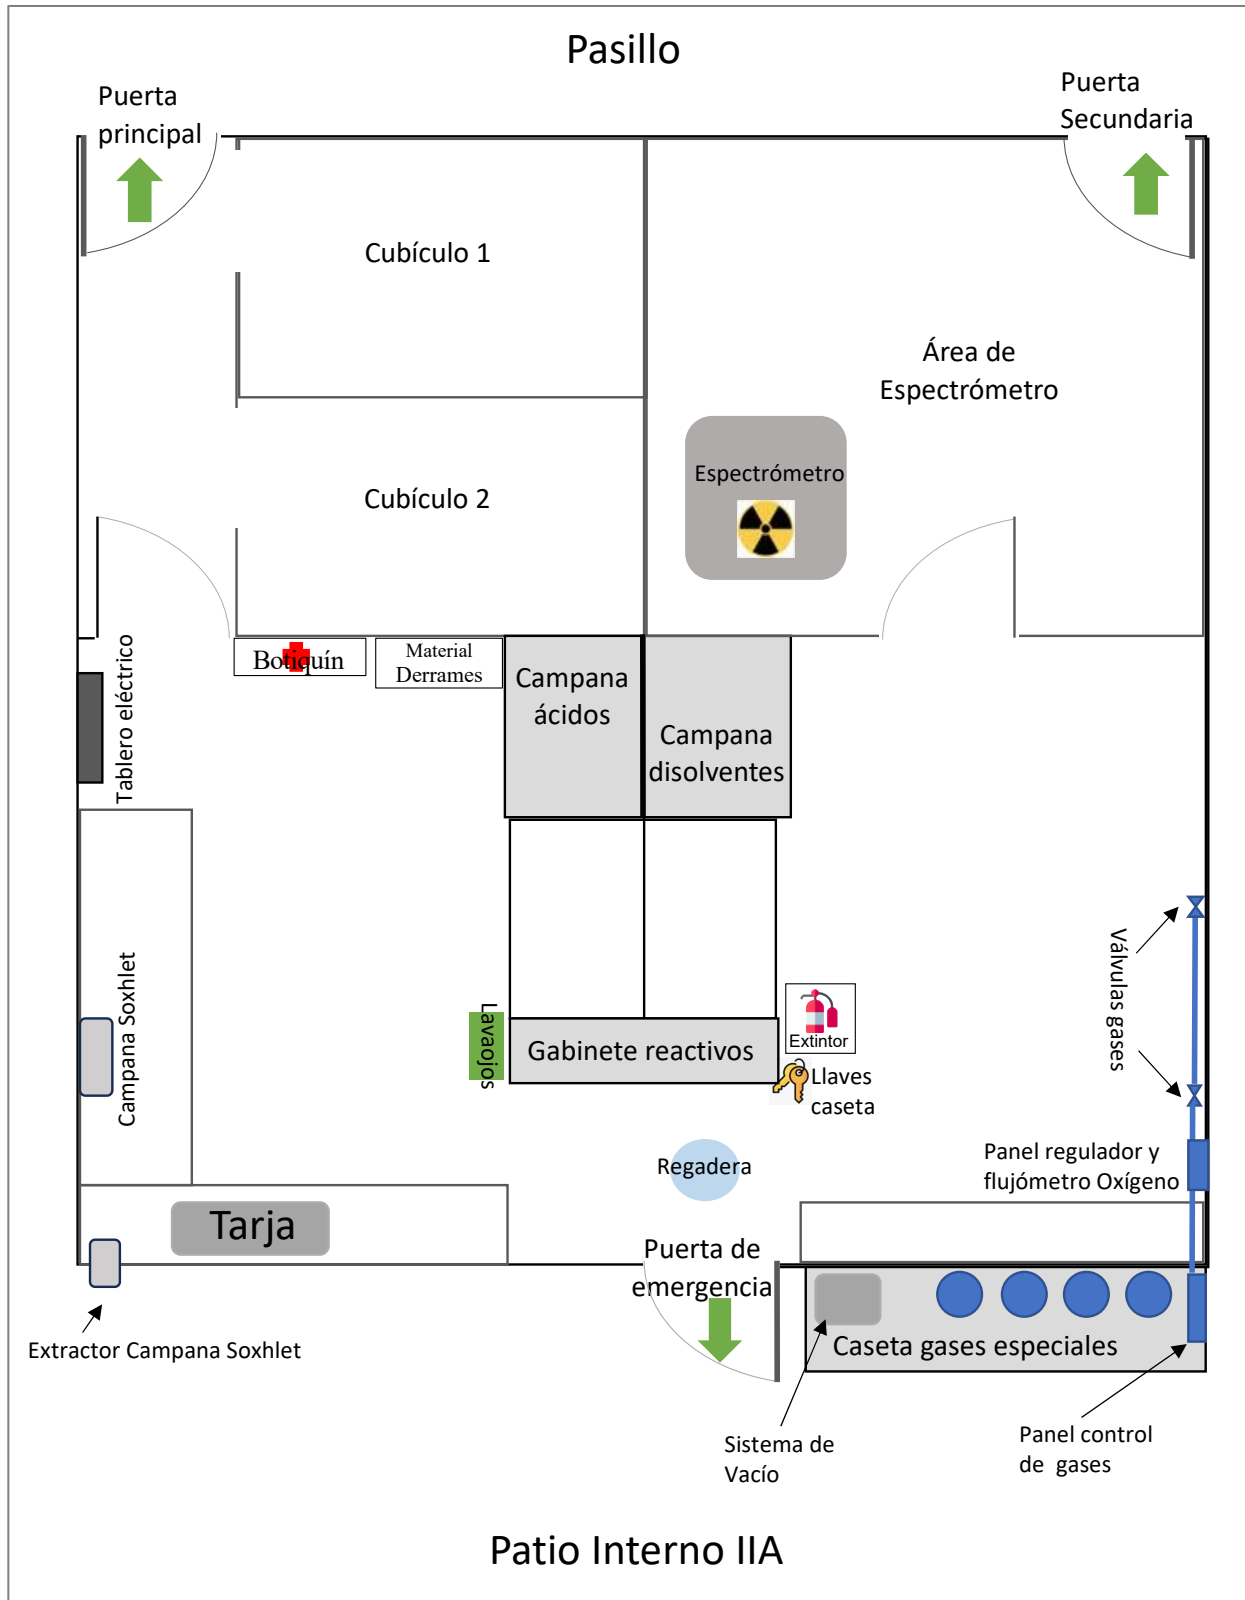 Pasillo
Puerta
principal
Puerta
Secundaria
Cubículo 1
Área de
Espectrómetro
Espectrómetro
Cubículo 2
Tablero eléctrico
Botiquín
Material
Derrames
Campana
ácidos
Campana
disolventes
Campana Soxhlet
Lavaojos
Gabinete reactivos
Extintor
Llaves
caseta
Válvulas gases
Panel regulador y
flujómetro Oxígeno
Regadera
Tarja
Puerta de
emergencia
Extractor Campana Soxhlet
Caseta gases especiales
Sistema de
Vacío
Panel control
de gases
Patio Interno IIA